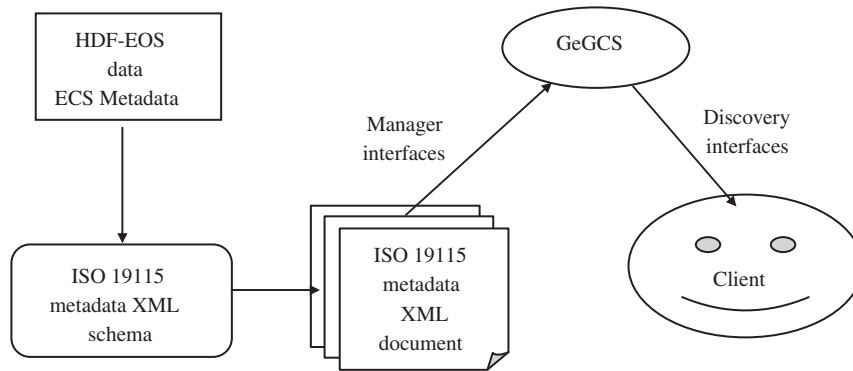 HDF-EOS
data
ECS Metadata
GeGCS
Manager
interfaces
Discovery
interfaces
ISO 19115
metadata XML
schema
ISO 19115
metadata
XML
document
Client